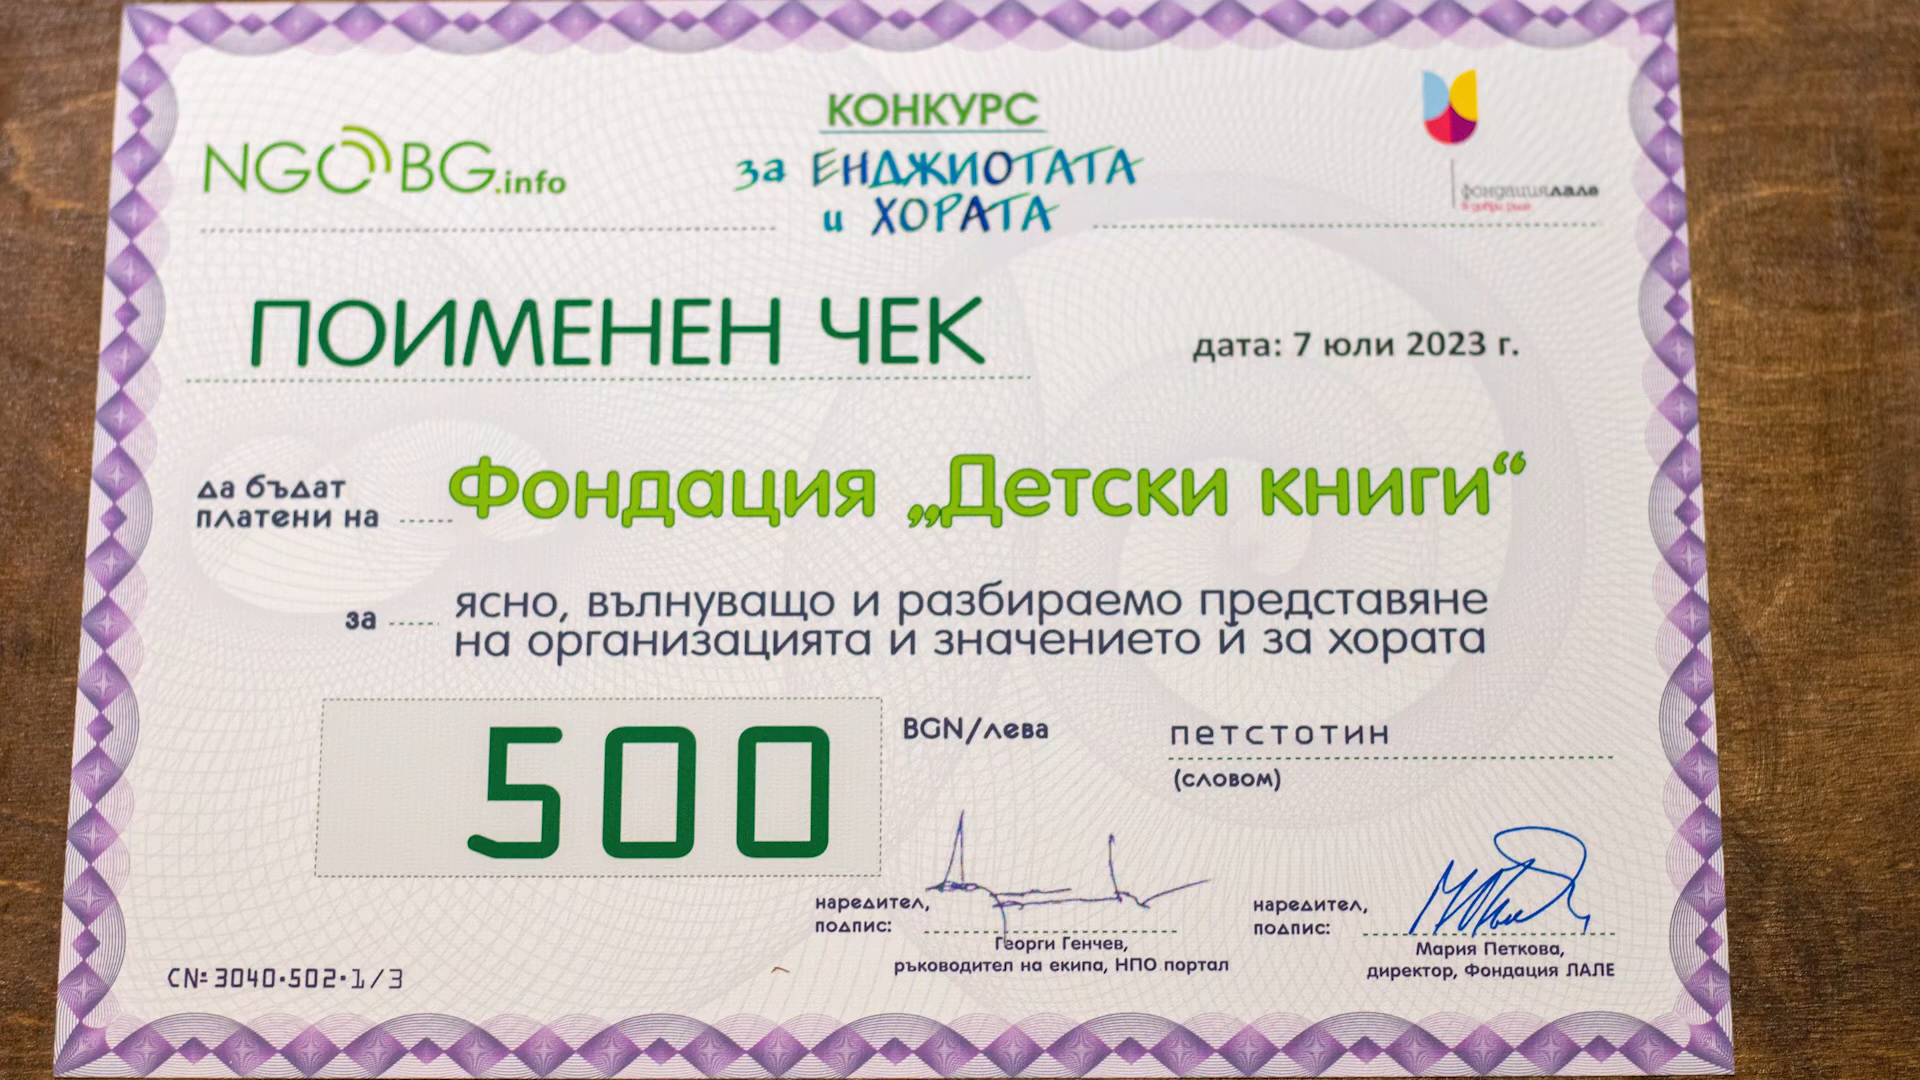 NGOBG.info
КОНКУРС
за ЕНДЖИОТАТА
и ХОРАТА
фондацияЛАЛЕ
ПОИМЕНЕН ЧЕК
дата: 7 юли 2023 г.
да бъдат
платени на
Фондация „Детски книги“
за
ясно, вълнуващо и разбираемо представяне
на организацията и значението ѝ за хората
500
BGN/лева
петстотин
(словом)
наредител,
подпис:
Георги Генчев,
ръководител на екипа, НПО портал
наредител,
подпис:
Мария Петкова,
директор, Фондация ЛАЛЕ
CN:3040·502·1/3